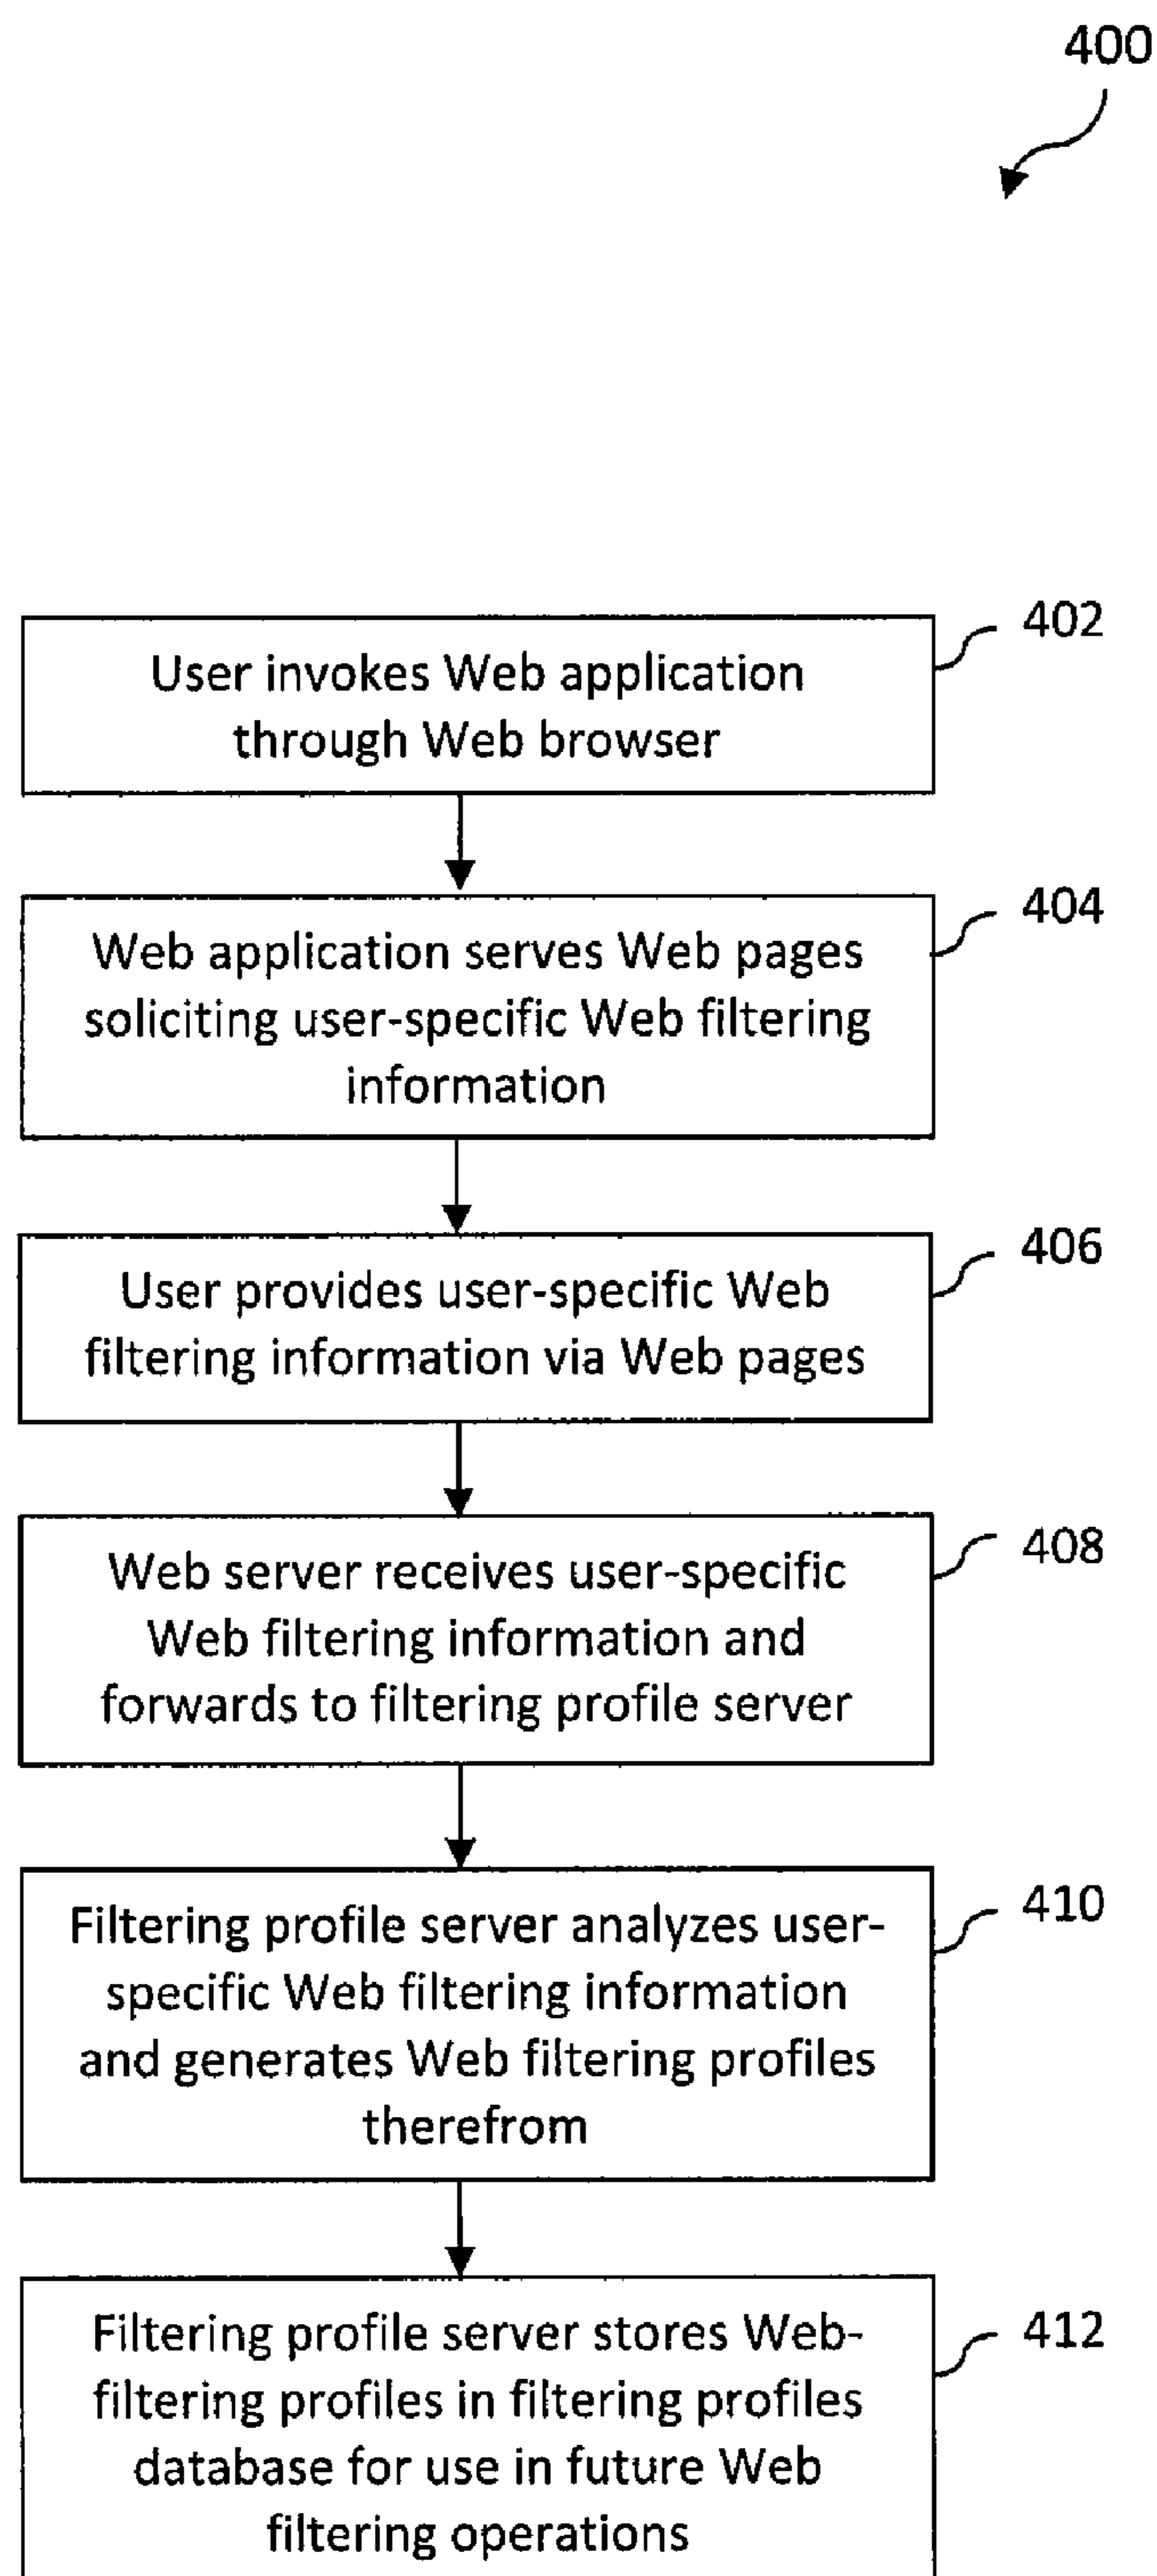 400
402
User invokes Web application
through Web browser
404
Web application serves Web pages
soliciting user-specific Web filtering
information
406
User provides user-specific Web
filtering information via Web pages
408
Web server receives user-specific
Web filtering information and
forwards to filtering profile server
410
Filtering profile server analyzes user-
specific Web filtering information
and generates Web filtering profiles
therefrom
412
Filtering profile server stores Web-
filtering profiles in filtering profiles
database for use in future Web
filtering operations